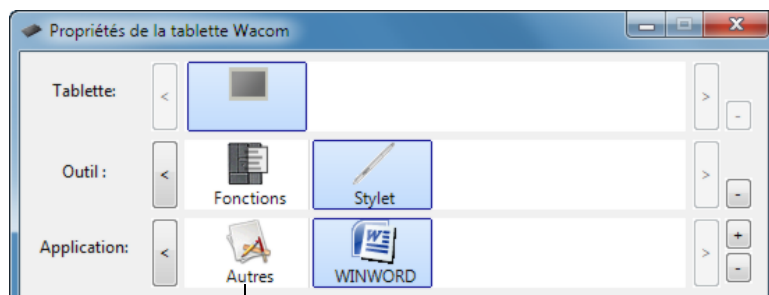 Propriétés de la tablette Wacom
Tablette:
< > -
Outil :
< Fonctions Stylet > -
Application:
< Autres WINWORD > + -